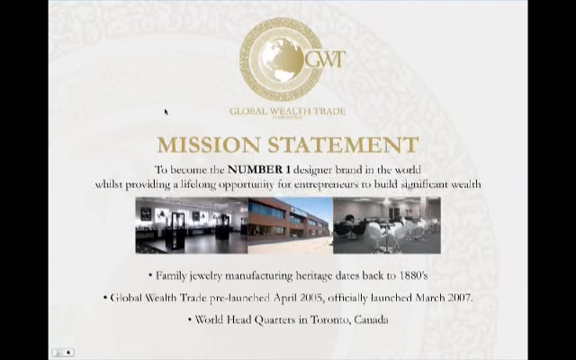 GWT
GLOBAL WEALTH TRADE
CORPORATION
MISSION STATEMENT
To become the NUMBER 1 designer brand in the world
whilst providing a lifelong opportunity for entrepreneurs to build significant wealth
• Family jewelry manufacturing heritage dates back to 1880's
• Global Wealth Trade pre-launched April 2005, officially launched March 2007.
• World Head Quarters in Toronto, Canada